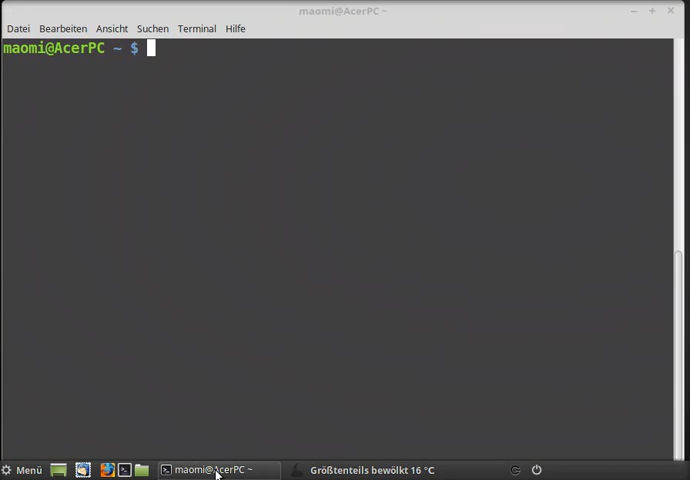 maomi@AcerPC ~
Datei Bearbeiten Ansicht Suchen Terminal Hilfe
maomi@AcerPC ~ $
Menü maomi@AcerPC ~ Größtenteils bewölkt 16 °C